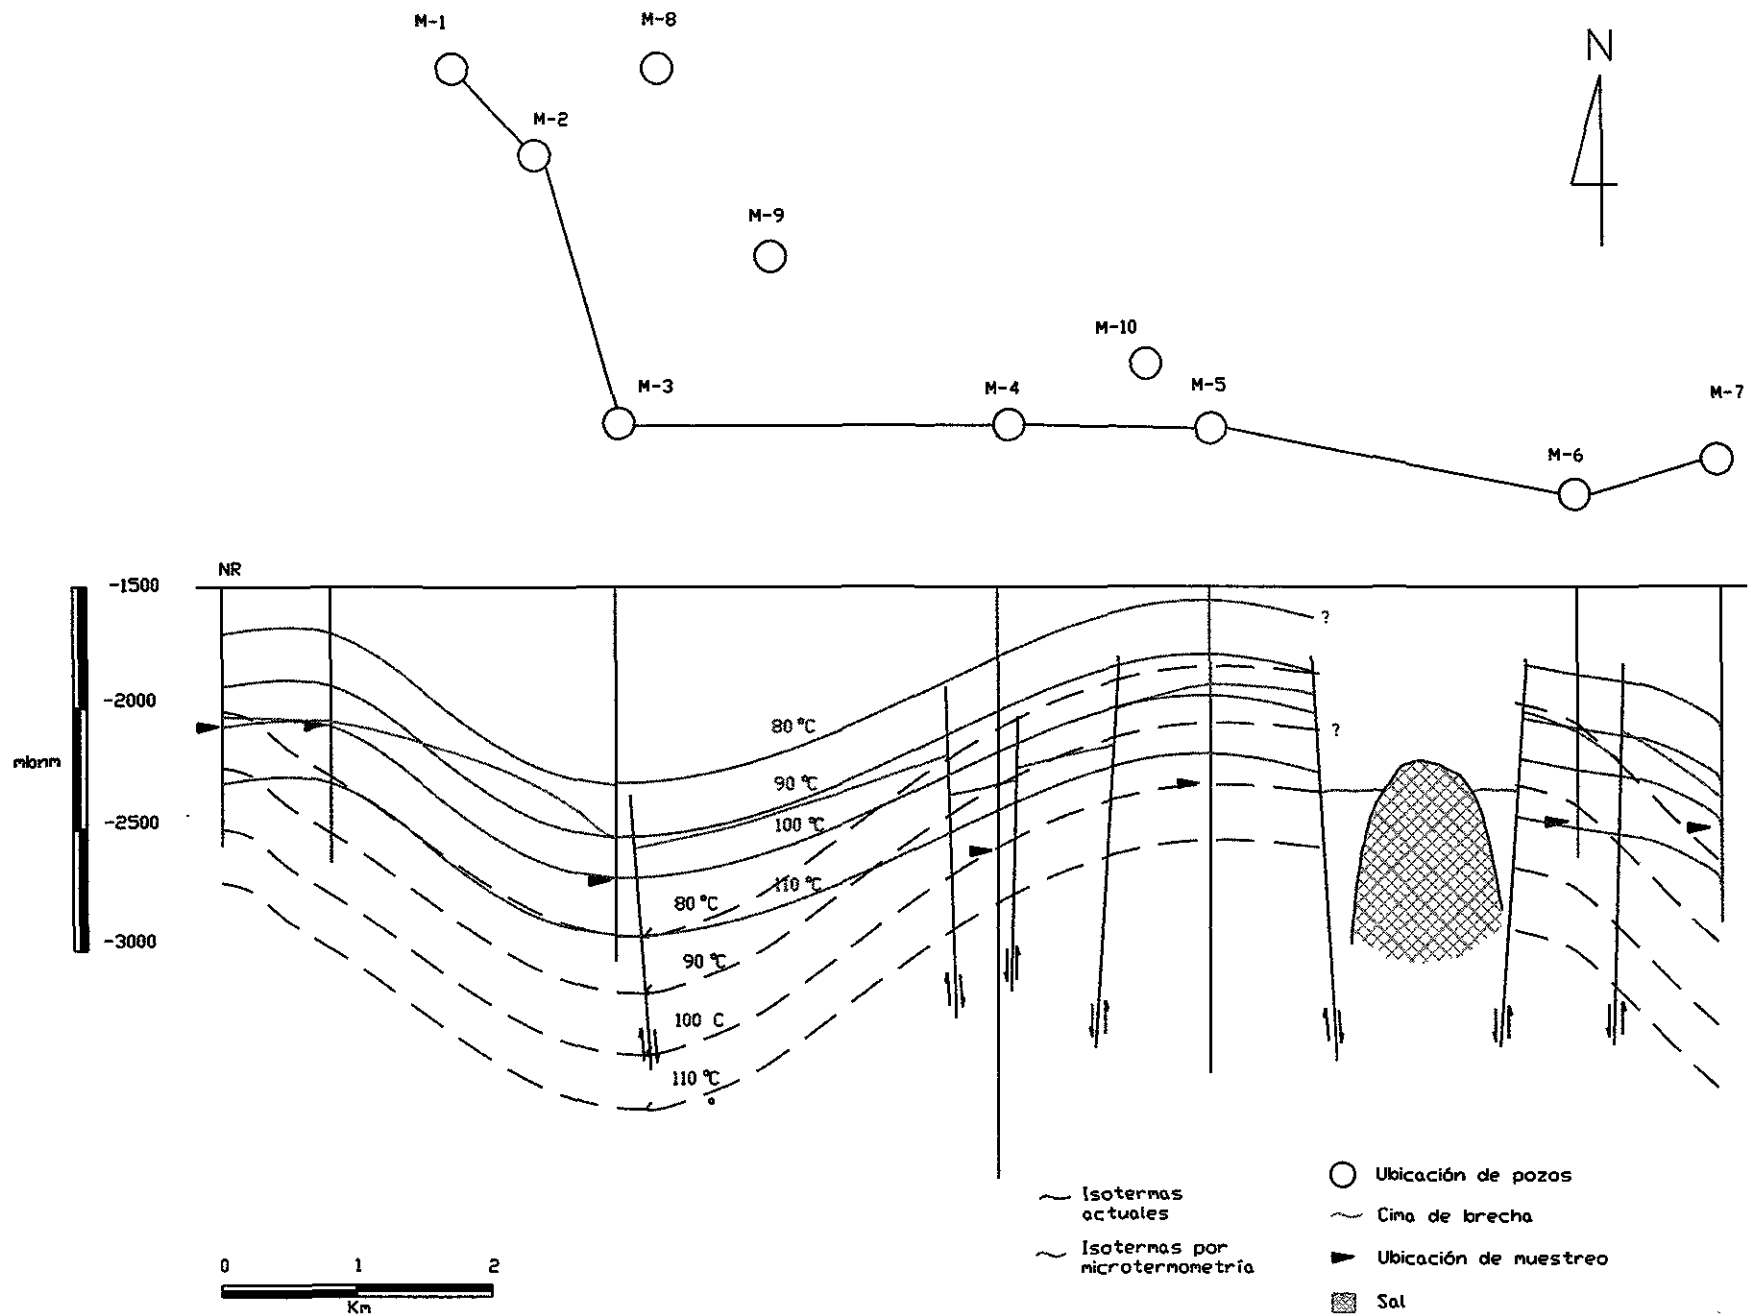 M-1
M-8
N
M-2
M-9
M-10
M-3
M-4
M-5
M-7
M-6
NR
-1500
-2000
mbnm
-2500
-3000
80 °C
?
90 °C
?
100 °C
110 °C
80 °C
90 °C
100 C
110 °C
Isotermas
actuales
Isotermas por
microtermometría
Ubicación de pozos
Cima de brecha
Ubicación de muestreo
Sal
0 1 2
Km